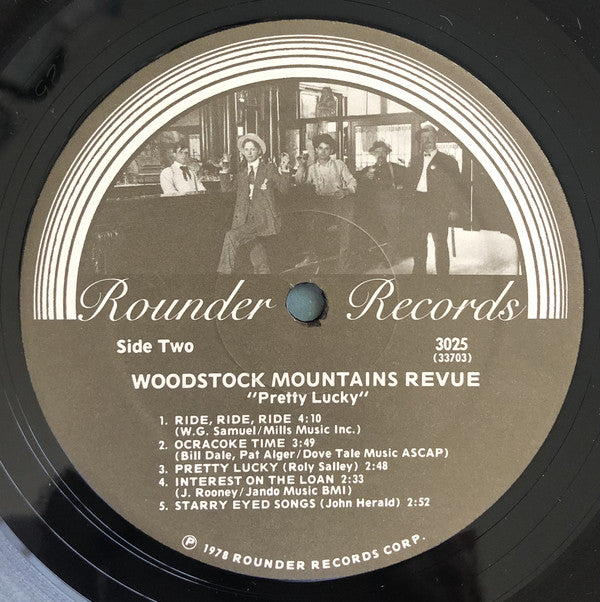 Rounder Records
Side Two
3025
(33703)
WOODSTOCK MOUNTAINS REVUE
"Pretty Lucky"
1. RIDE, RIDE, RIDE 4:10
(W.G. Samuel/Mills Music Inc.)
2. OCRACOKE TIME 3:49
(Bill Dale, Pat Alger/Dove Tale Music ASCAP)
3. PRETTY LUCKY (Roly Salley) 2:48
4. INTEREST ON THE LOAN 2:33
(J. Rooney/Jando Music BMI)
5. STARRY EYED SONGS (John Herald) 2:52
Ⓟ 1978 ROUNDER RECORDS CORP.